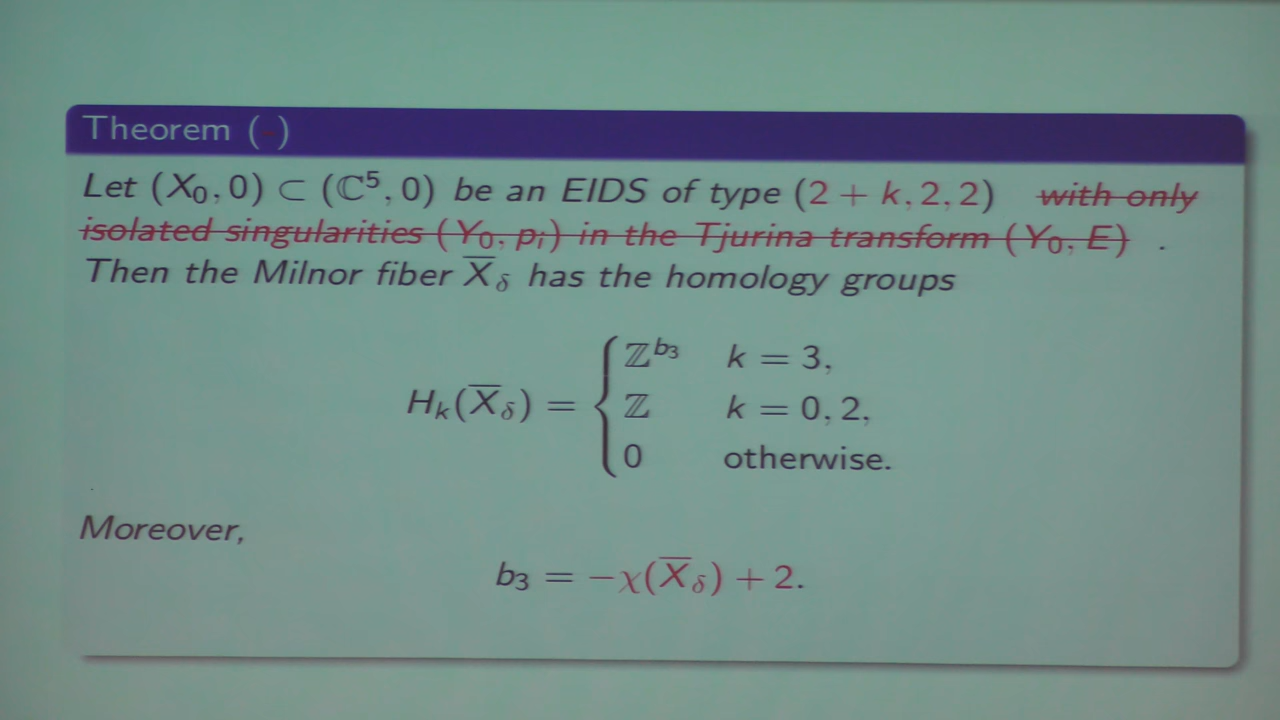 Theorem (-)
Let (X₀, 0) ⊂ (ℂ⁵, 0) be an EIDS of type (2 + k, 2, 2) with only
isolated singularities (Y₀, pᵢ) in the Tjurina transform (Y₀, E) .
Then the Milnor fiber X̅_δ has the homology groups
H_k(X̅_δ) = { ℤ^{b₃} k = 3,
ℤ k = 0, 2,
0 otherwise.
Moreover,
b₃ = −χ(X̅_δ) + 2.